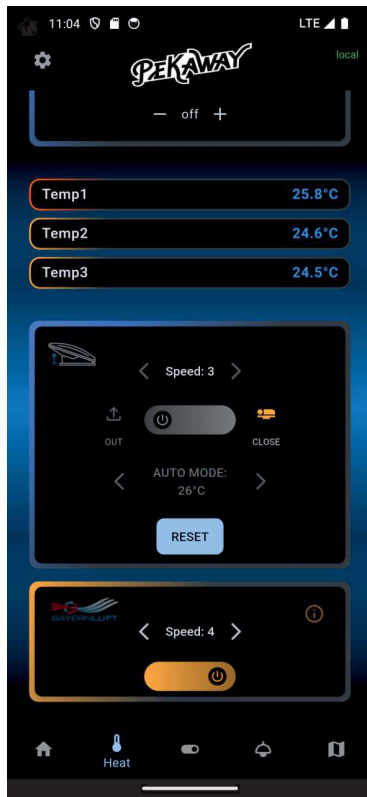 11:04
LTE
PEKAWAY
local
− off +
Temp1 25.8°C
Temp2 24.6°C
Temp3 24.5°C
Speed: 3
OUT
CLOSE
AUTO MODE:
26°C
RESET
BAYERNLUFT
Speed: 4
Heat